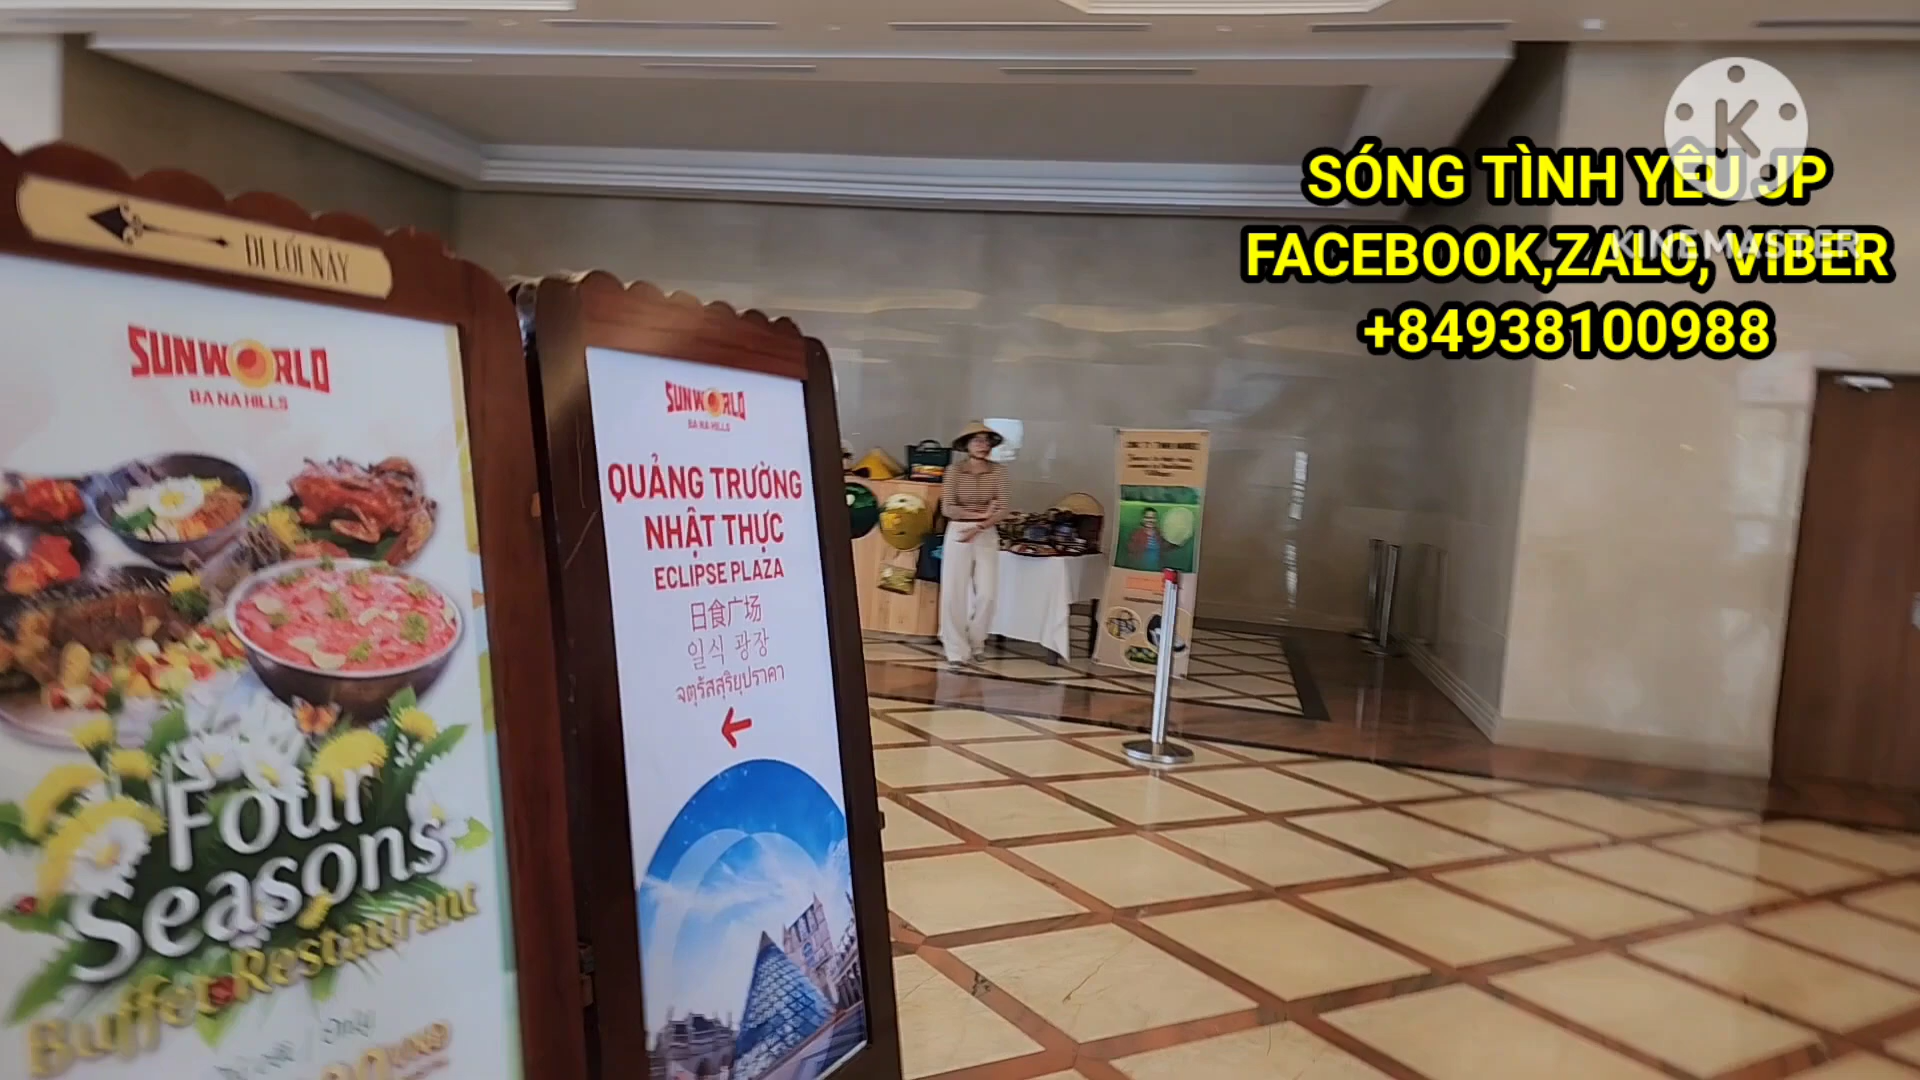 SÓNG TÌNH YÊU JP
FACEBOOK,ZALO, VIBER
+84938100988
KINEMASTER
ĐI LỐI NÀY
SUNWORLD
BA NA HILLS
Four
Seasons
Buffet Restaurant
SUNWORLD
BA NA HILLS
QUẢNG TRƯỜNG
NHẬT THỰC
ECLIPSE PLAZA
日食广场
일식 광장
จตุรัสสุริยุปราคา